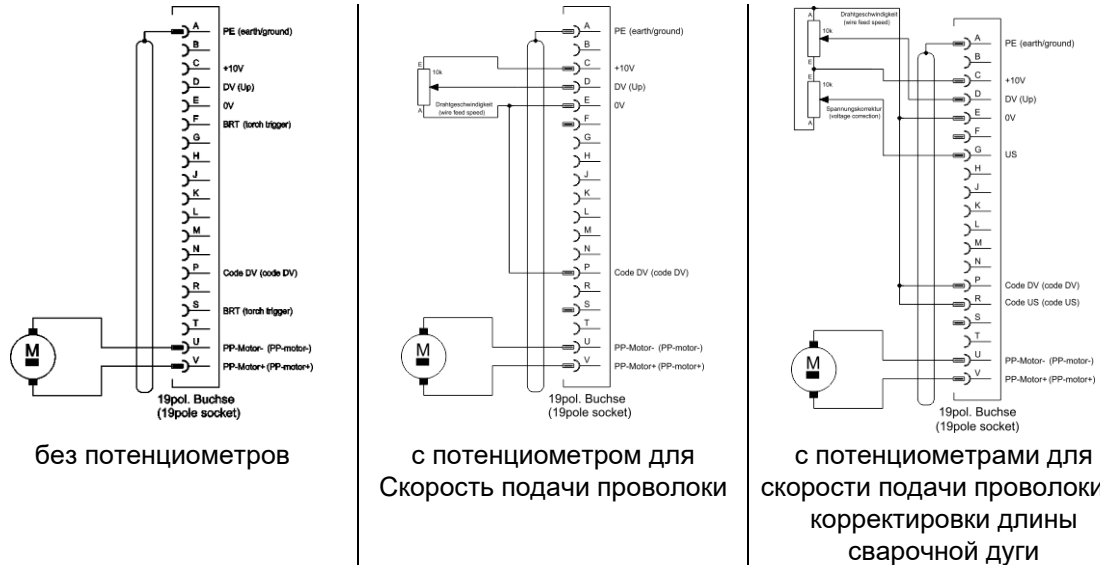 A PE (earth/ground)
B
C +10V
D DV (Up)
E 0V
F BRT (torch trigger)
G
H
J
K
L
M
N
P Code DV (code DV)
R
S BRT (torch trigger)
T
U PP-Motor- (PP-motor-)
V PP-Motor+ (PP-motor+)
M
19pol. Buchse
(19pole socket)
без потенциометров
A PE (earth/ground)
B
C +10V
D DV (Up)
E 0V
F
G
H
J
K
L
M
N
P Code DV (code DV)
R
S
T
U PP-Motor- (PP-motor-)
V PP-Motor+ (PP-motor+)
E
10k
A
Drahtgeschwindigkeit
(wire feed speed)
M
19pol. Buchse
(19pole socket)
с потенциометром для
Скорость подачи проволоки
A
Drahtgeschwindigkeit
(wire feed speed)
10k
E
E
10k
A
Spannungskorrektur
(voltage correction)
A PE (earth/ground)
B
C +10V
D DV (Up)
E 0V
F
G US
H
J
K
L
M
N
P Code DV (code DV)
R Code US (code US)
S
T
U PP-Motor- (PP-motor-)
V PP-Motor+ (PP-motor+)
M
19pol. Buchse
(19pole socket)
с потенциометрами для
скорости подачи проволоки
корректировки длины
сварочной дуги